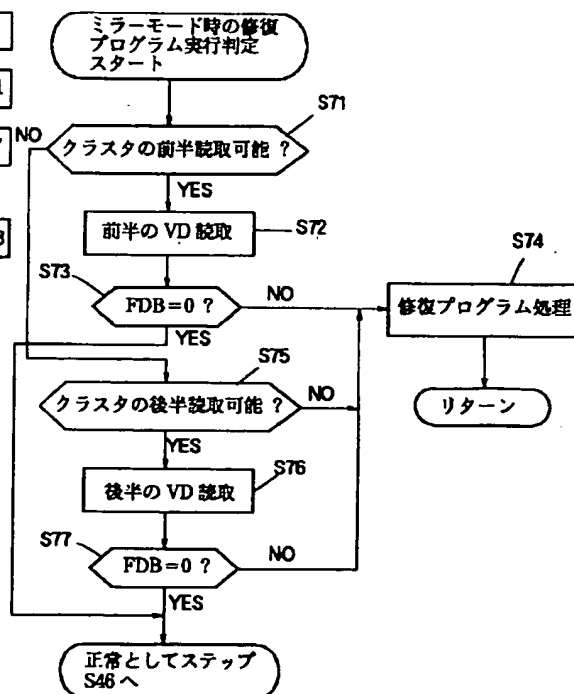 ミラーモード時の修復
プログラム実行判定
スタート
S71
NO
クラスタの前半読取可能 ?
YES
前半の VD 読取
S72
S73
FDB=0 ?
NO
YES
S74
修復プログラム処理
リターン
S75
クラスタの後半読取可能 ?
NO
YES
S76
後半の VD 読取
S77
FDB=0 ?
NO
YES
正常としてステップ
S46 へ